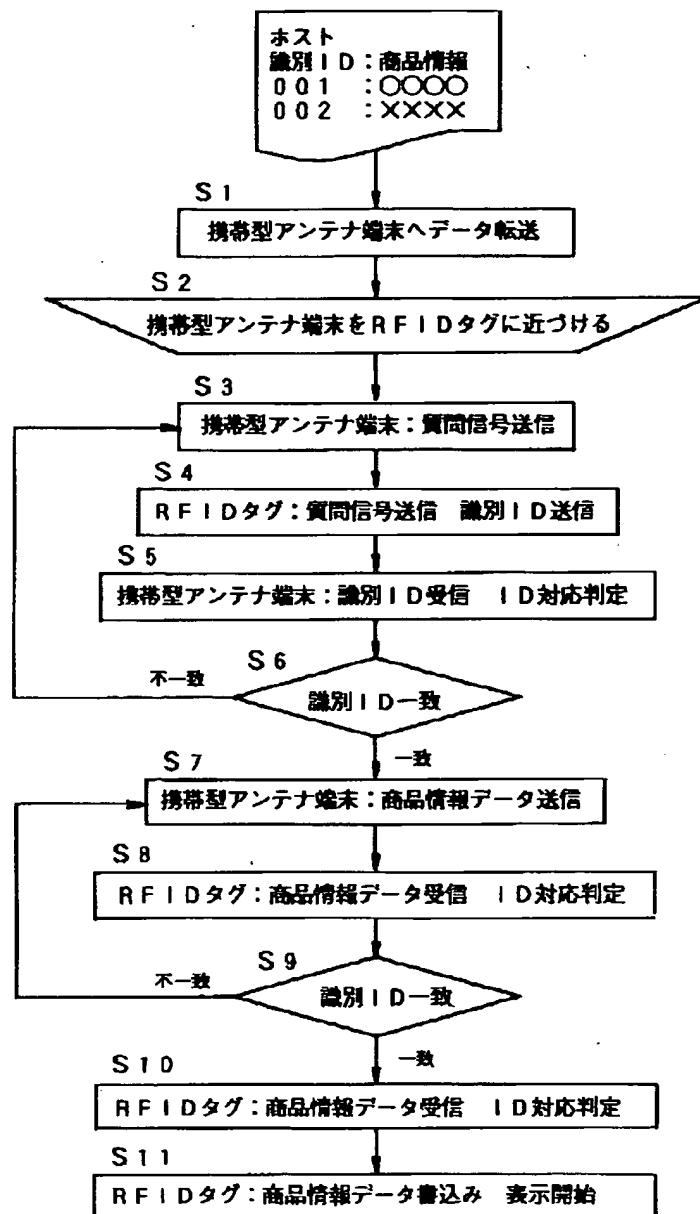 ホスト
識別ID:商品情報
001 :○○○○
002 :××××
S1
携帯型アンテナ端末へデータ転送
S2
携帯型アンテナ端末をRFIDタグに近づける
S3
携帯型アンテナ端末:質問信号送信
S4
RFIDタグ:質問信号送信 識別ID送信
S5
携帯型アンテナ端末:識別ID受信 ID対応判定
S6
不一致
識別ID一致
一致
S7
携帯型アンテナ端末:商品情報データ送信
S8
RFIDタグ:商品情報データ受信 ID対応判定
S9
不一致
識別ID一致
一致
S10
RFIDタグ:商品情報データ受信 ID対応判定
S11
RFIDタグ:商品情報データ書込み 表示開始